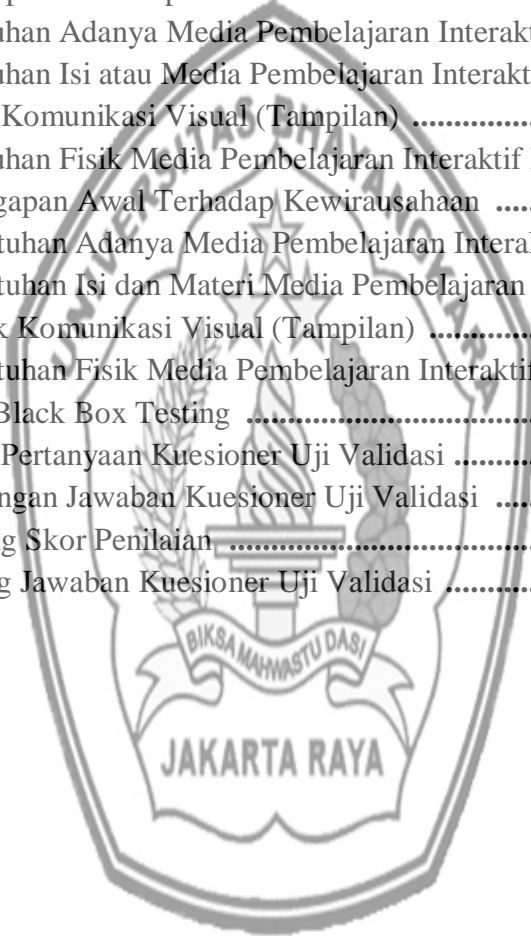 uhan Adanya Media Pembelajaran Interakt
uhan Isi atau Media Pembelajaran Interakt
Komunikasi Visual (Tampilan) ................
uhan Fisik Media Pembelajaran Interaktif
gapan Awal Terhadap Kewirausahaan .....
tuhan Adanya Media Pembelajaran Interak
tuhan Isi dan Materi Media Pembelajaran
k Komunikasi Visual (Tampilan) ..............
tuhan Fisik Media Pembelajaran Interaktif
Black Box Testing ........................................
Pertanyaan Kuesioner Uji Validasi ..........
ngan Jawaban Kuesioner Uji Validasi .....
g Skor Penilaian ..........................................
g Jawaban Kuesioner Uji Validasi ...........
UNIVERSITAS BHAYANGKARA
BIKSA MAHWASTU DASI
JAKARTA RAYA